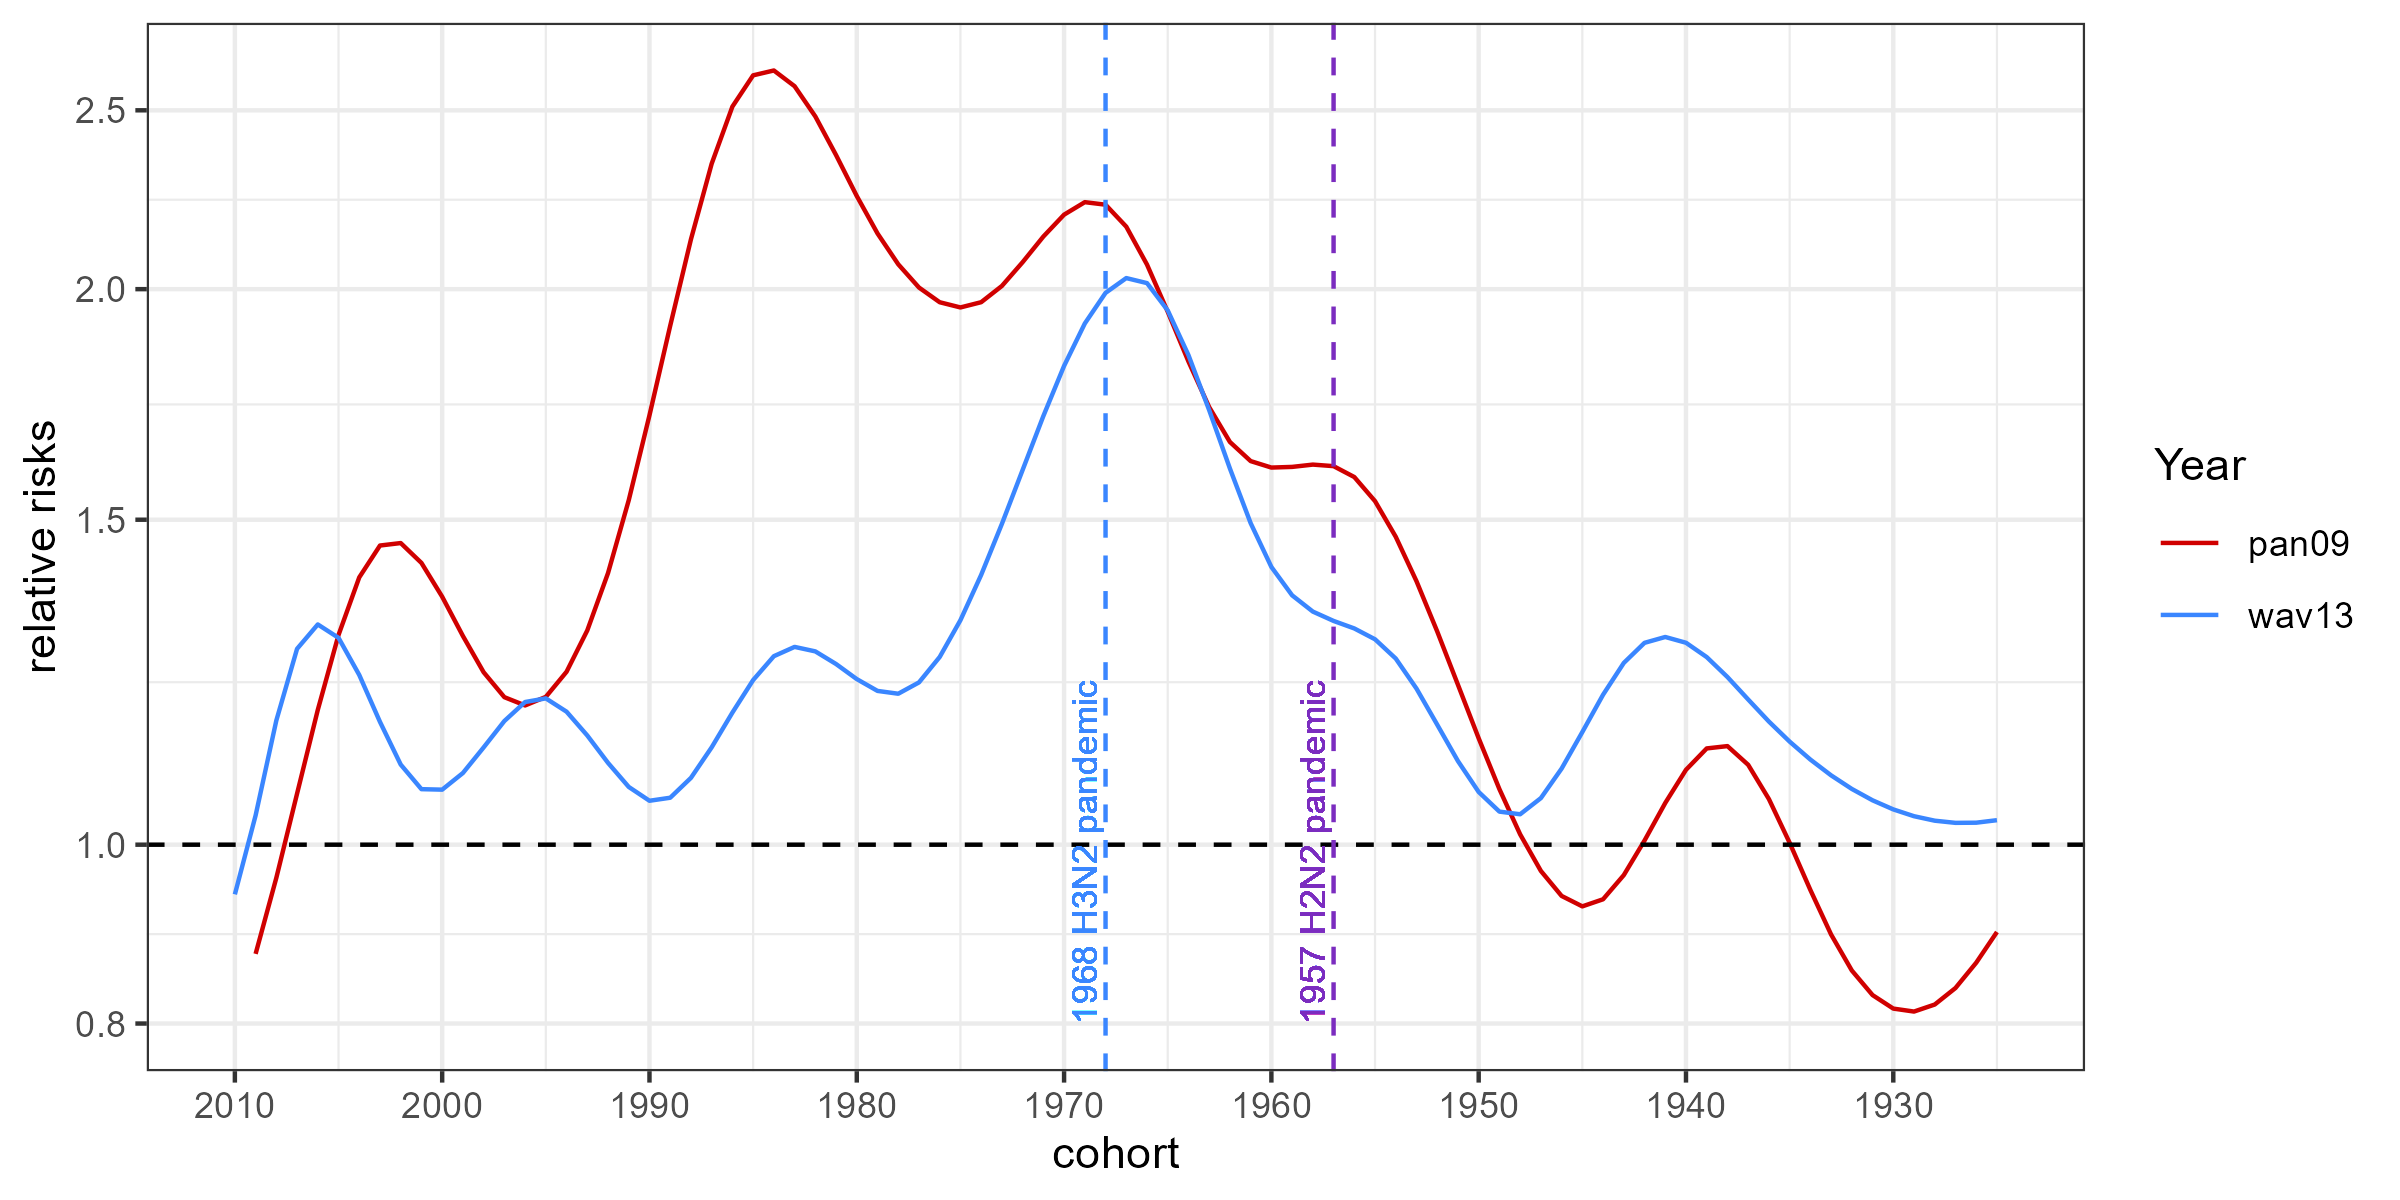 relative risks
2.5
2.0
1.5
1.0
0.8
1968 H3N2 pandemic
1957 H2N2 pandemic
2010 2000 1990 1980 1970 1960 1950 1940 1930
cohort
Year
pan09
wav13